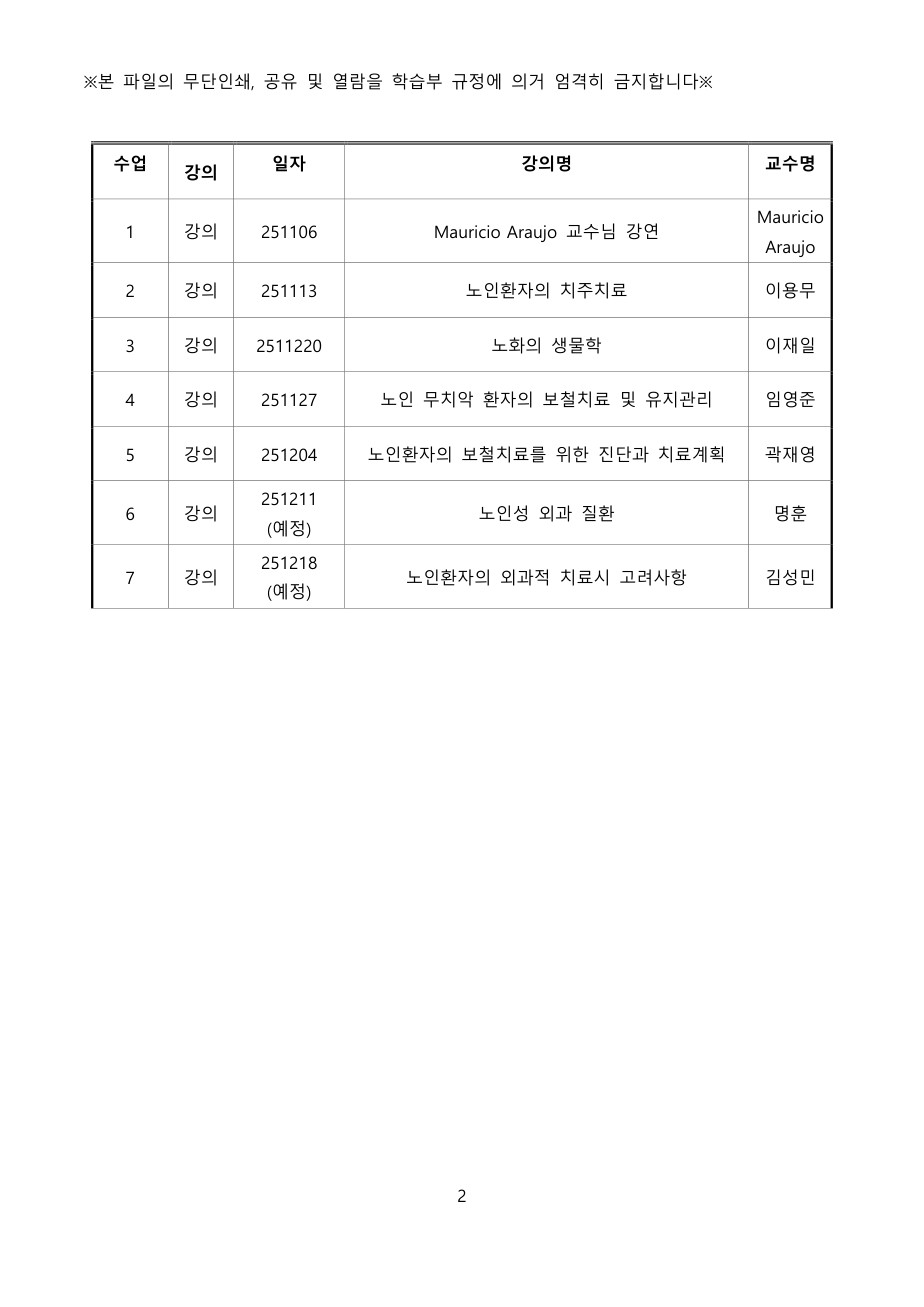 ※본 파일의 무단인쇄, 공유 및 열람을 학습부 규정에 의거 엄격히 금지합니다※
수업 강의 일자 강의명 교수명
1 강의 251106 Mauricio Araujo 교수님 강연 Mauricio
Araujo
2 강의 251113 노인환자의 치주치료 이용무
3 강의 2511220 노화의 생물학 이재일
4 강의 251127 노인 무치악 환자의 보철치료 및 유지관리 임영준
5 강의 251204 노인환자의 보철치료를 위한 진단과 치료계획 곽재영
6 강의 251211
(예정) 노인성 외과 질환 명훈
7 강의 251218
(예정) 노인환자의 외과적 치료시 고려사항 김성민
2